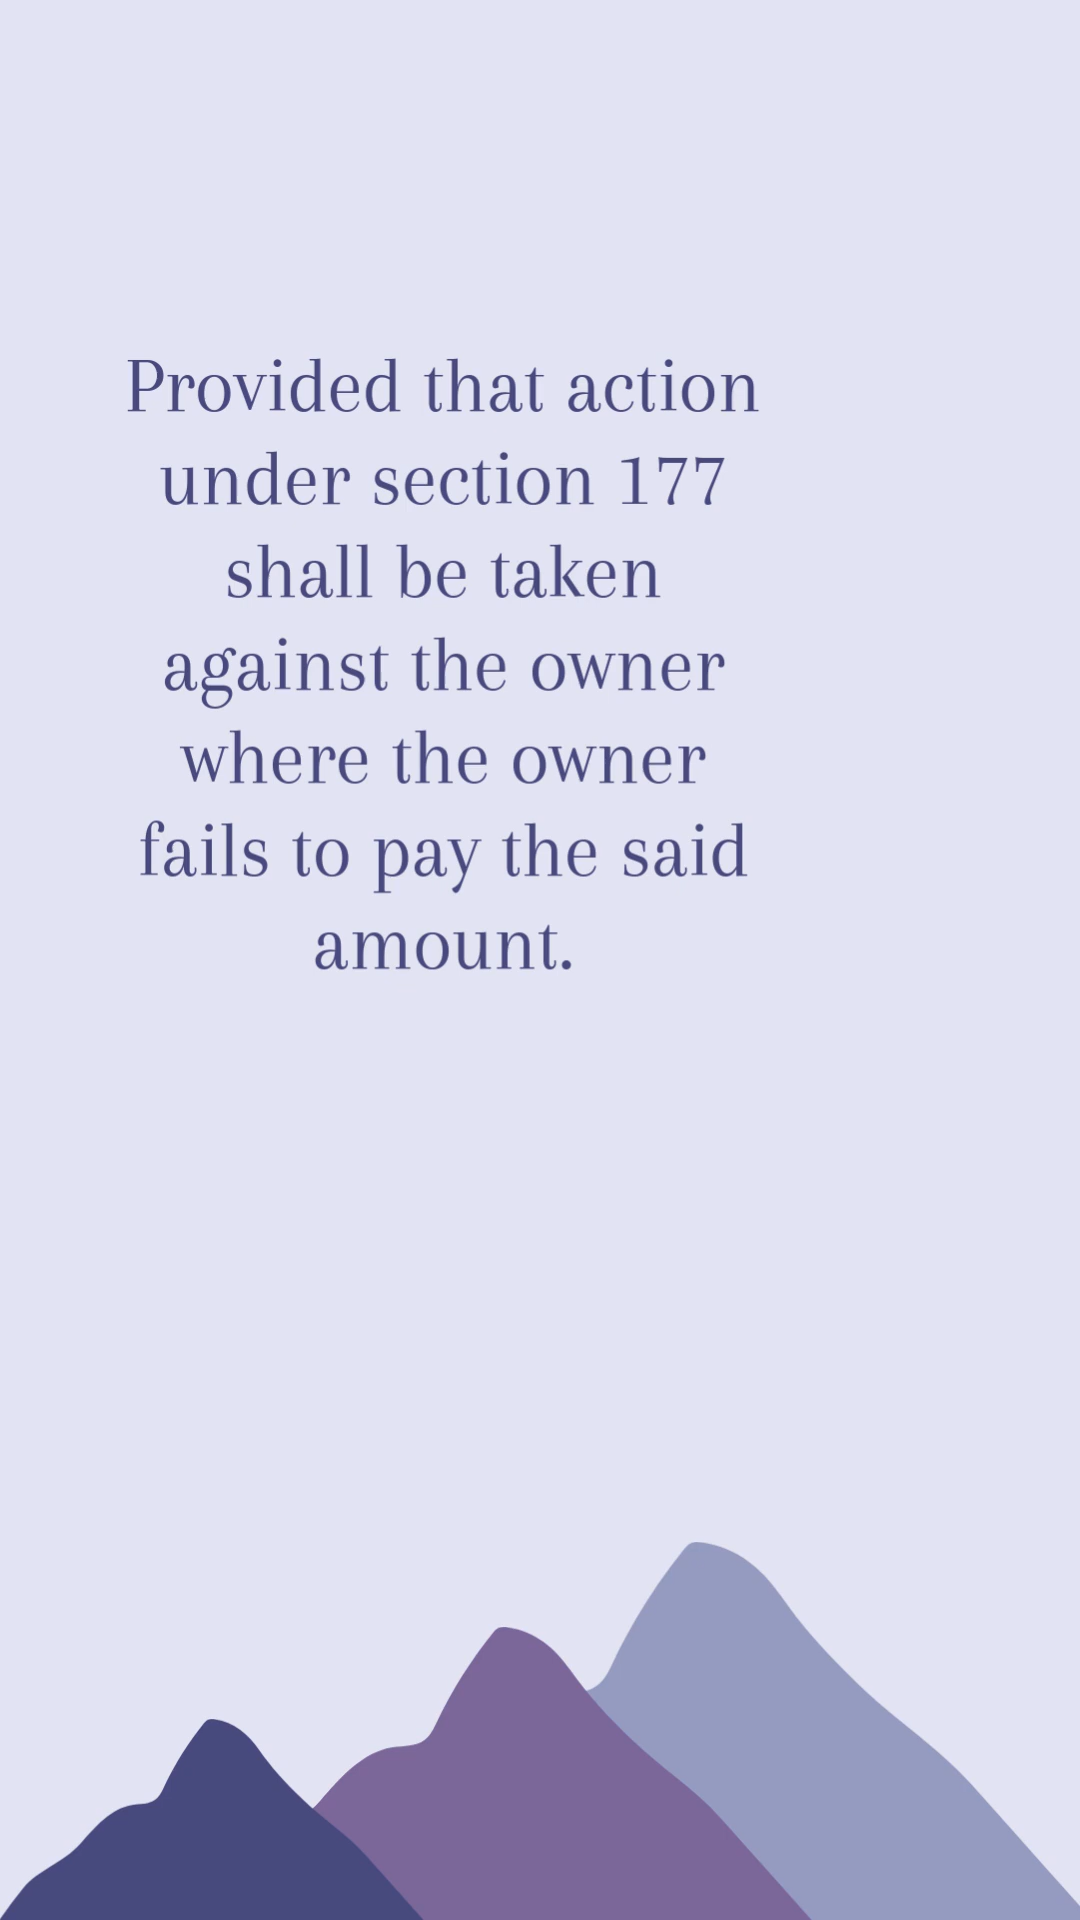 Provided that action
under section 177
shall be taken
against the owner
where the owner
fails to pay the said
amount.